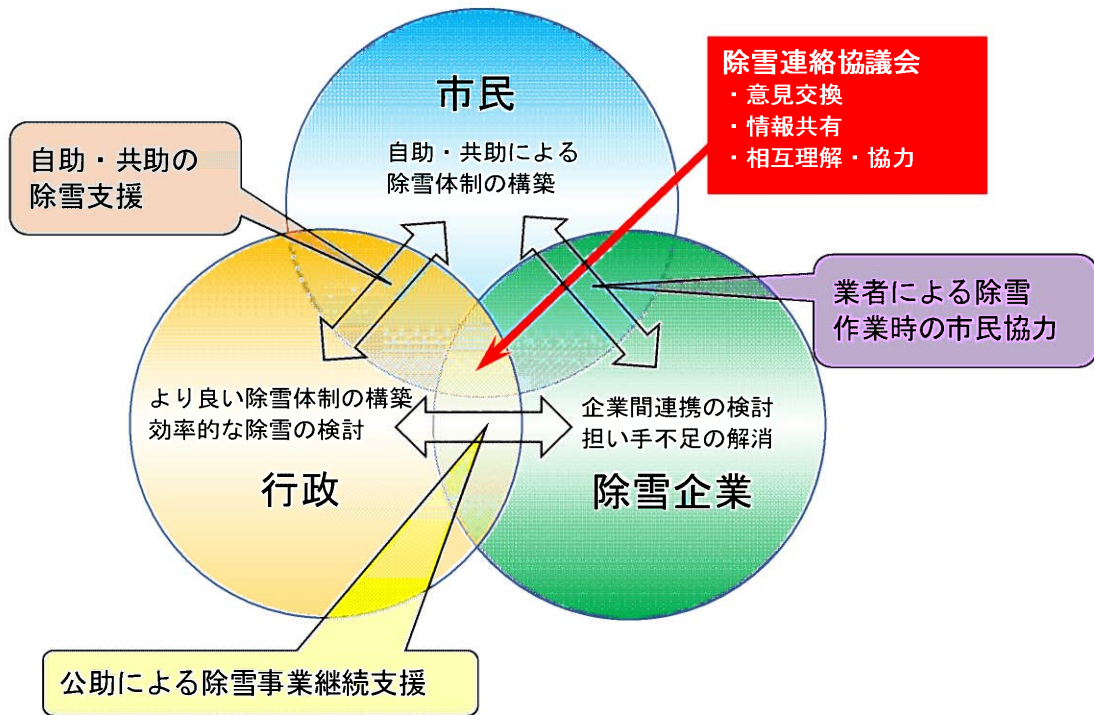 除雪連絡協議会
・意見交換
・情報共有
・相互理解・協力
市民
自助・共助による
除雪体制の構築
自助・共助の
除雪支援
業者による除雪
作業時の市民協力
より良い除雪体制の構築
効率的な除雪の検討
行政
企業間連携の検討
担い手不足の解消
除雪企業
公助による除雪事業継続支援